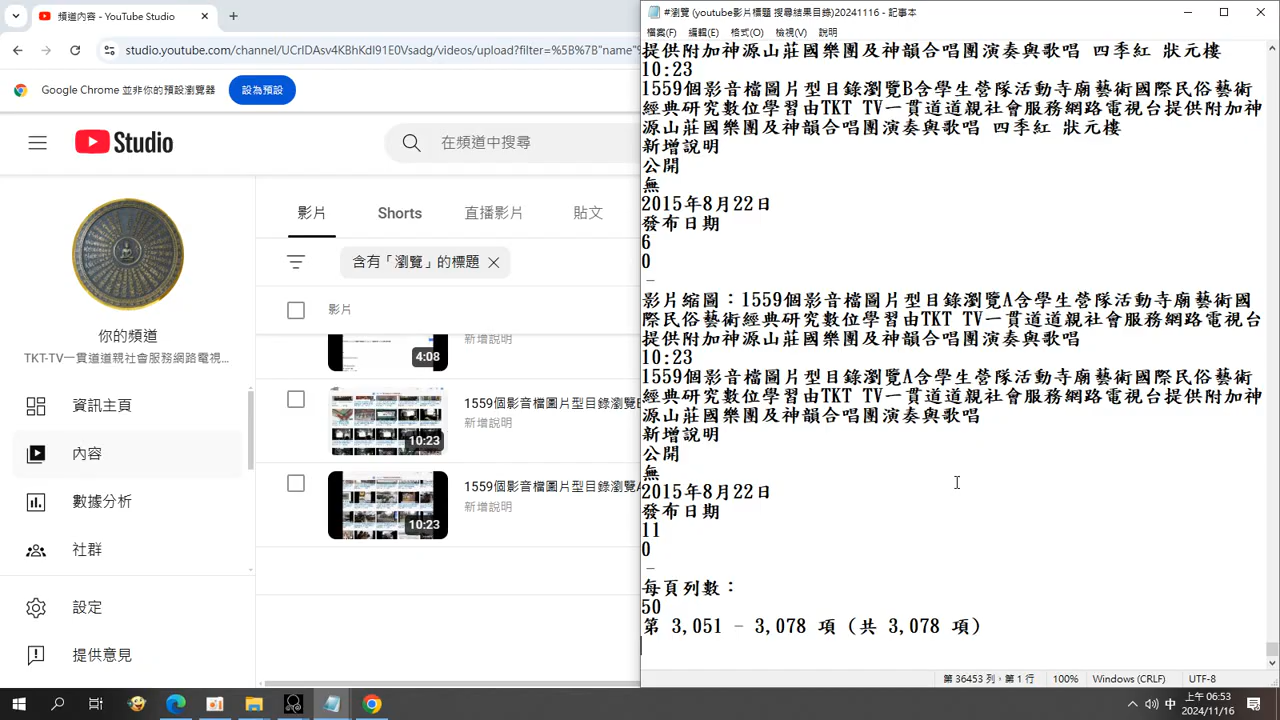 頻道內容 - YouTube Studio
studio.youtube.com/channel/UCrIDAsv4KBhKdI91E0Vsadg/videos/upload?filter=%5B%7B"name"
Google Chrome 並非你的預設瀏覽器
設為預設
Studio
在頻道中搜尋
影片
Shorts
直播影片
貼文
含有「瀏覽」的標題
影片
你的頻道
TKT-TV一貫道道親社會服務網路電視...
資訊主頁
內容
數據分析
社群
設定
提供意見
新增說明
4:08
1559個影音檔圖片型目錄瀏覽
新增說明
10:23
1559個影音檔圖片型目錄瀏覽
新增說明
10:23
#瀏覽 (youtube影片標題 搜尋結果目錄)20241116 - 記事本
檔案(F) 編輯(E) 格式(O) 檢視(V) 說明
提供附加神源山莊國樂團及神韻合唱團演奏與歌唱 四季紅 狀元樓
10:23
1559個影音檔圖片型目錄瀏覽B含學生營隊活動寺廟藝術國際民俗藝術
經典研究數位學習由TKT TV一貫道道親社會服務網路電視台提供附加神
源山莊國樂團及神韻合唱團演奏與歌唱 四季紅 狀元樓
新增說明
公開
無
2015年8月22日
發布日期
6
0
–
影片縮圖：1559個影音檔圖片型目錄瀏覽A含學生營隊活動寺廟藝術國
際民俗藝術經典研究數位學習由TKT TV一貫道道親社會服務網路電視台
提供附加神源山莊國樂團及神韻合唱團演奏與歌唱
10:23
1559個影音檔圖片型目錄瀏覽A含學生營隊活動寺廟藝術國際民俗藝術
經典研究數位學習由TKT TV一貫道道親社會服務網路電視台提供附加神
源山莊國樂團及神韻合唱團演奏與歌唱
新增說明
公開
無
2015年8月22日
發布日期
11
0
–
每頁列數：
50
第 3,051 – 3,078 項（共 3,078 項）
第 36453 列，第 1 行
100%
Windows (CRLF)
UTF-8
中
上午 06:53
2024/11/16